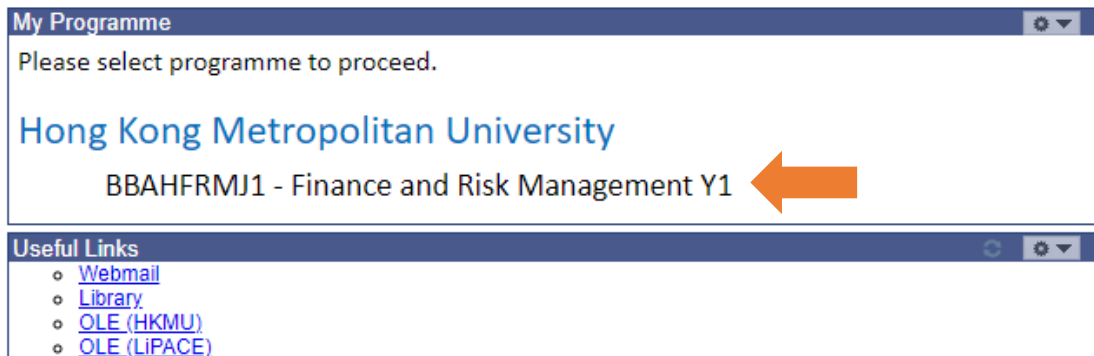 My Programme
Please select programme to proceed.
Hong Kong Metropolitan University
BBAHFRMJ1 - Finance and Risk Management Y1
Useful Links
Webmail
Library
OLE (HKMU)
OLE (LiPACE)